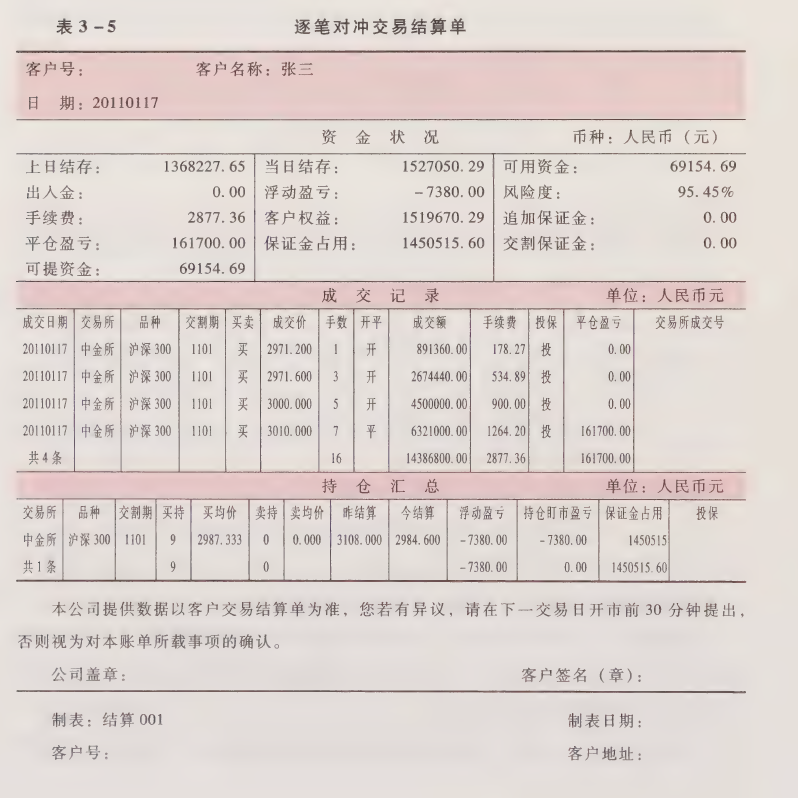 表 3－5 逐笔对冲交易结算单
客户号： 客户名称：张三
日 期：20110117
资 金 状 况 币种：人民币（元）
上日结存： 1368227.65 当日结存： 1527050.29 可用资金： 69154.69
出入金： 0.00 浮动盈亏： －7380.00 风险度： 95.45%
手续费： 2877.36 客户权益： 1519670.29 追加保证金： 0.00
平仓盈亏： 161700.00 保证金占用： 1450515.60 交割保证金： 0.00
可提资金： 69154.69
成 交 记 录 单位：人民币元
成交日期 交易所 品种 交割期 买卖 成交价 手数 开平 成交额 手续费 投保 平仓盈亏 交易所成交号
20110117 中金所 沪深300 1101 买 2971.200 1 开 891360.00 178.27 投 0.00
20110117 中金所 沪深300 1101 买 2971.600 3 开 2674440.00 534.89 投 0.00
20110117 中金所 沪深300 1101 买 3000.000 5 开 4500000.00 900.00 投 0.00
20110117 中金所 沪深300 1101 买 3010.000 7 平 6321000.00 1264.20 投 161700.00
共4条 16 14386800.00 2877.36 161700.00
持 仓 汇 总 单位：人民币元
交易所 品种 交割期 买持 买均价 卖持 卖均价 昨结算 今结算 浮动盈亏 持仓盯市盈亏 保证金占用 投保
中金所 沪深300 1101 9 2987.333 0 0.000 3108.000 2984.600 －7380.00 －7380.00 1450515
共1条 9 0 －7380.00 0.00 1450515.60
本公司提供数据以客户交易结算单为准，您若有异议，请在下一交易日开市前 30 分钟提出，
否则视为对本账单所载事项的确认。
公司盖章： 客户签名（章）：
制表：结算 001 制表日期：
客户号： 客户地址：